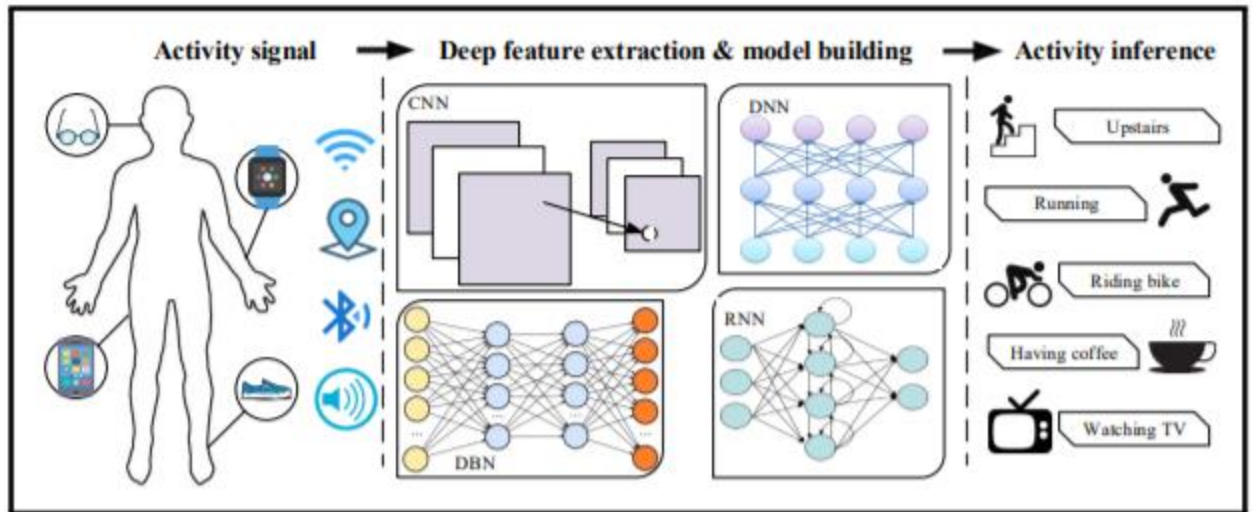 Activity signal
Deep feature extraction & model building
Activity inference
CNN
DNN
DBN
RNN
Upstairs
Running
Riding bike
Having coffee
Watching TV